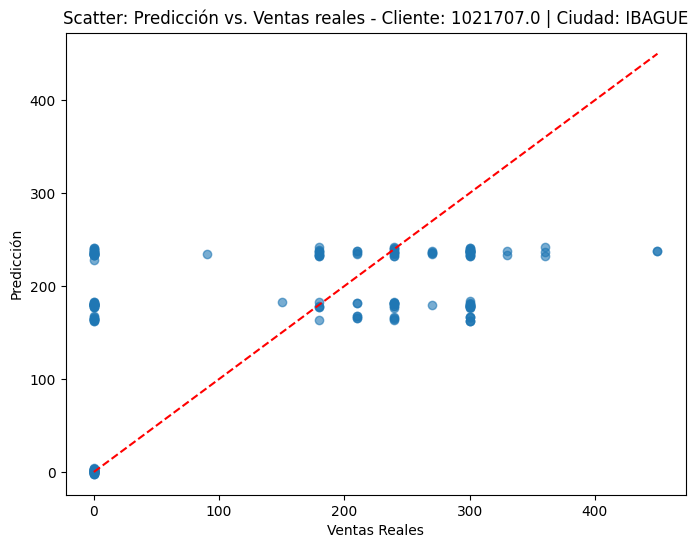 Scatter: Predicción vs. Ventas reales - Cliente: 1021707.0 | Ciudad: IBAGUE
400
300
200
100
0
Predicción
0 100 200 300 400
Ventas Reales